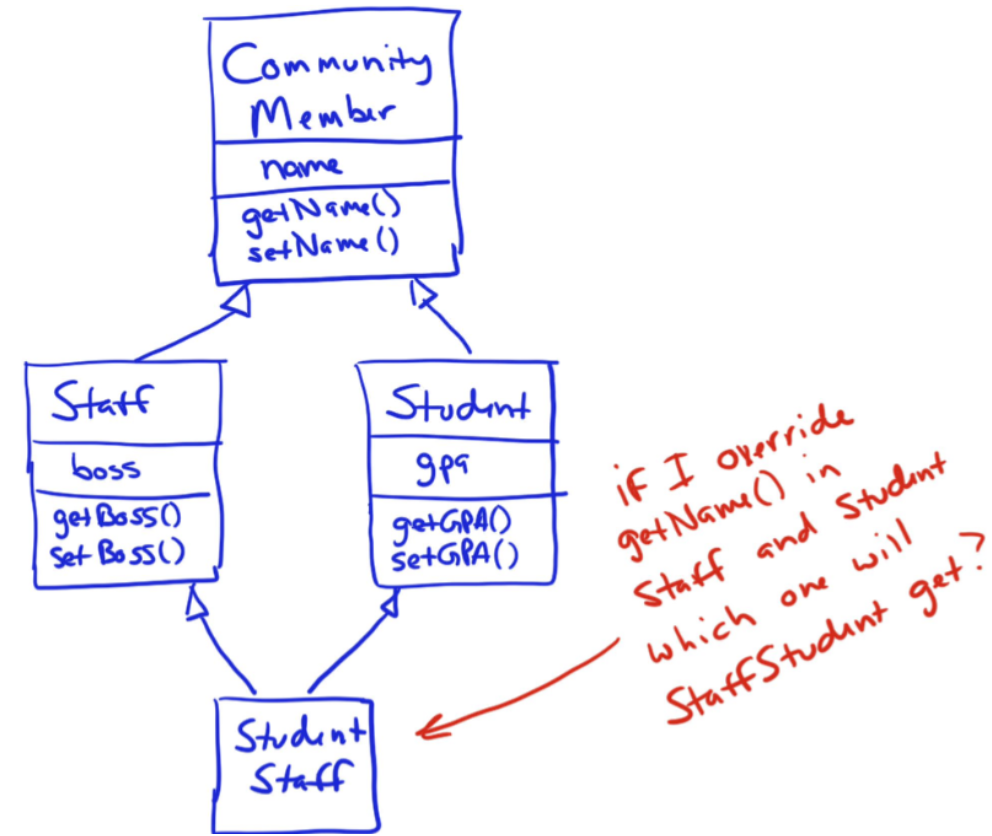 Community
Member
name
getName()
setName()
Staff
boss
getBoss()
setBoss()
Student
gpa
getGPA()
setGPA()
if I override
getName() in
Staff and Student
which one will
StaffStudent get?
Student
Staff